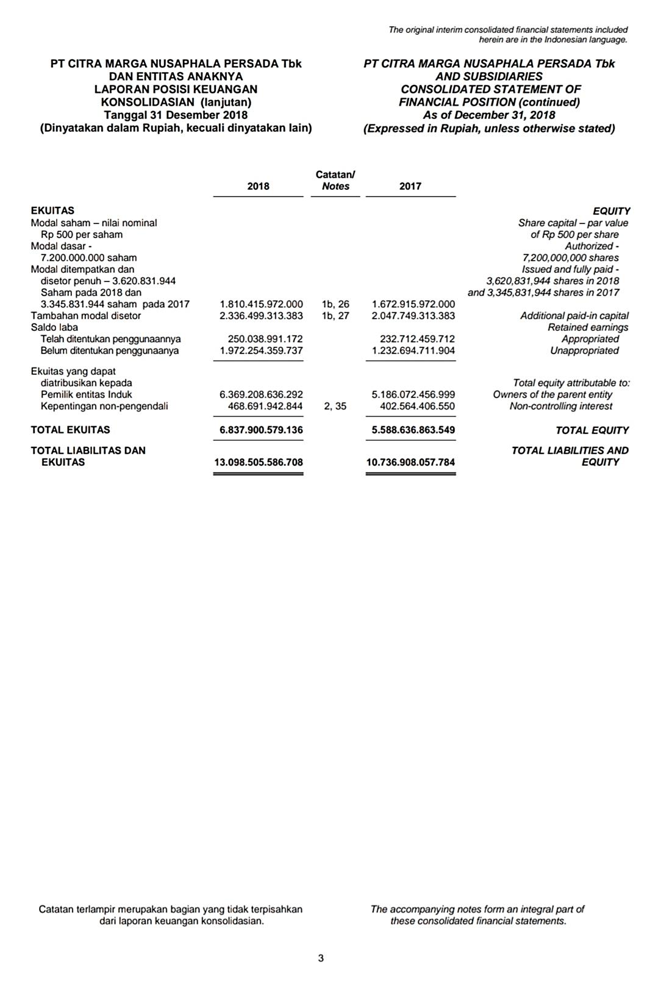 The original interim consolidated financial statements included
herein are in the Indonesian language.
PT CITRA MARGA NUSAPHALA PERSADA Tbk
DAN ENTITAS ANAKNYA
LAPORAN POSISI KEUANGAN
KONSOLIDASIAN (lanjutan)
Tanggal 31 Desember 2018
(Dinyatakan dalam Rupiah, kecuali dinyatakan lain)
PT CITRA MARGA NUSAPHALA PERSADA Tbk
AND SUBSIDIARIES
CONSOLIDATED STATEMENT OF
FINANCIAL POSITION (continued)
As of December 31, 2018
(Expressed in Rupiah, unless otherwise stated)
Catatan/
2018 Notes 2017
EKUITAS EQUITY
Modal saham – nilai nominal Share capital – par value
Rp 500 per saham of Rp 500 per share
Modal dasar - Authorized -
7.200.000.000 saham 7,200,000,000 shares
Modal ditempatkan dan Issued and fully paid -
disetor penuh – 3.620.831.944 3,620,831,944 shares in 2018
Saham pada 2018 dan and 3,345,831,944 shares in 2017
3.345.831.944 saham pada 2017 1.810.415.972.000 1b, 26 1.672.915.972.000
Tambahan modal disetor 2.336.499.313.383 1b, 27 2.047.749.313.383 Additional paid-in capital
Saldo laba Retained earnings
Telah ditentukan penggunaannya 250.038.991.172 232.712.459.712 Appropriated
Belum ditentukan penggunaanya 1.972.254.359.737 1.232.694.711.904 Unappropriated
Ekuitas yang dapat
diatribusikan kepada Total equity attributable to:
Pemilik entitas Induk 6.369.208.636.292 5.186.072.456.999 Owners of the parent entity
Kepentingan non-pengendali 468.691.942.844 2, 35 402.564.406.550 Non-controlling interest
TOTAL EKUITAS 6.837.900.579.136 5.588.636.863.549 TOTAL EQUITY
TOTAL LIABILITAS DAN TOTAL LIABILITIES AND
EKUITAS 13.098.505.586.708 10.736.908.057.784 EQUITY
Catatan terlampir merupakan bagian yang tidak terpisahkan
dari laporan keuangan konsolidasian.
The accompanying notes form an integral part of
these consolidated financial statements.
3